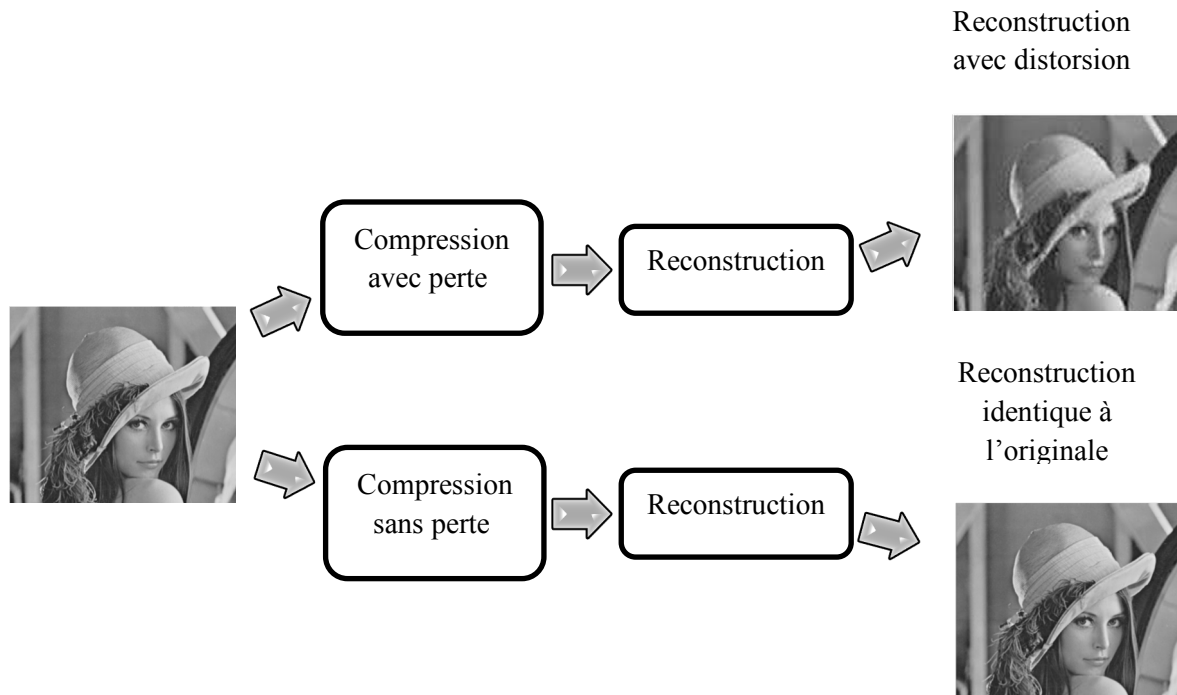 Reconstruction
avec distorsion
Compression
avec perte
Reconstruction
Reconstruction
identique à
l’originale
Compression
sans perte
Reconstruction